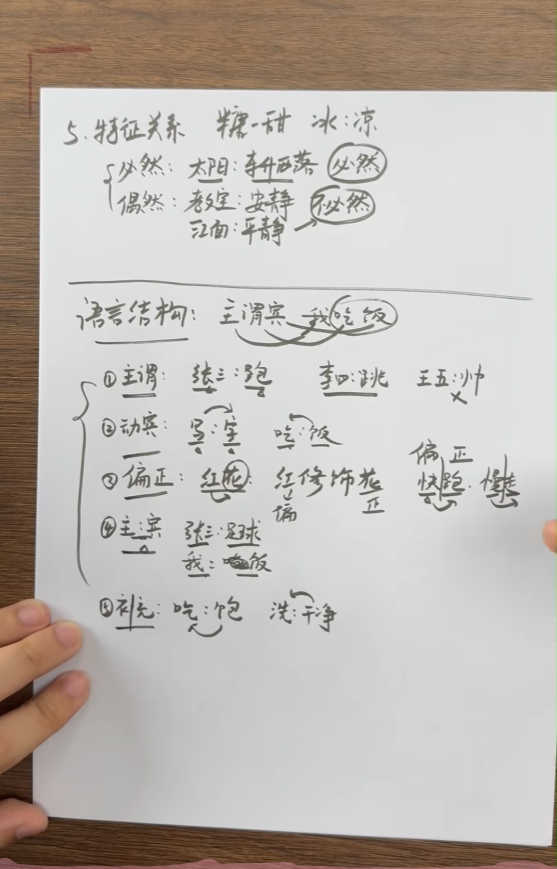 5.特征关系 糖-甜 冰:凉
必然: 太阳:东升西落 必然
偶然: 教室:安静 不必然
江面:平静
语言结构: 主谓宾 我吃饭
①主谓: 张三:跑 李四:跳 王五:帅
②动宾: 写:字 吃:饭
偏 正
③偏正: 红花: 红修饰花 快跑. 慢走
偏 正
④主:宾 张三:足球
我: 饭
⑤补充: 吃:饱 洗:干净